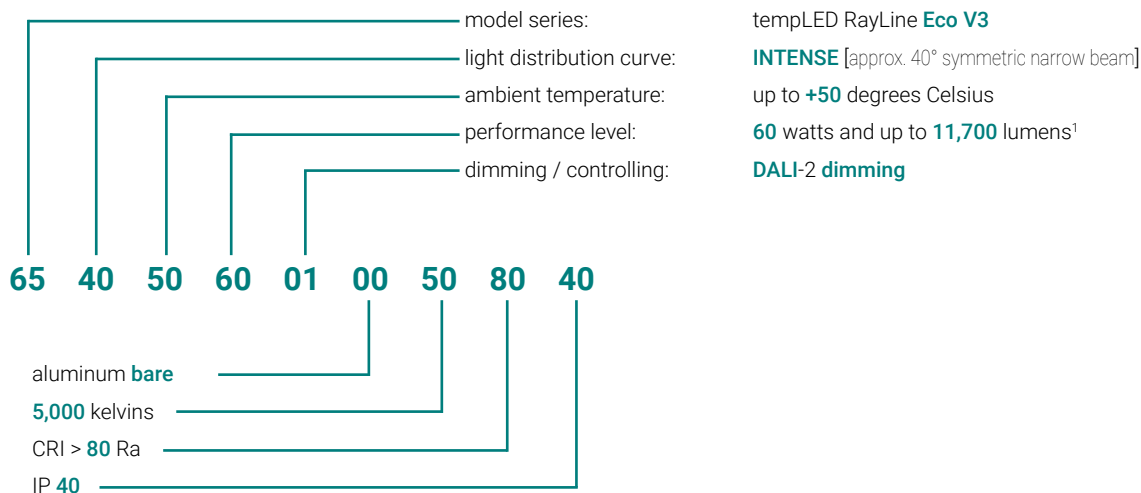 model series: tempLED RayLine Eco V3
light distribution curve: INTENSE [approx. 40° symmetric narrow beam]
ambient temperature: up to +50 degrees Celsius
performance level: 60 watts and up to 11,700 lumens¹
dimming / controlling: DALI-2 dimming
65 40 50 60 01 00 50 80 40
aluminum bare
5,000 kelvins
CRI > 80 Ra
IP 40